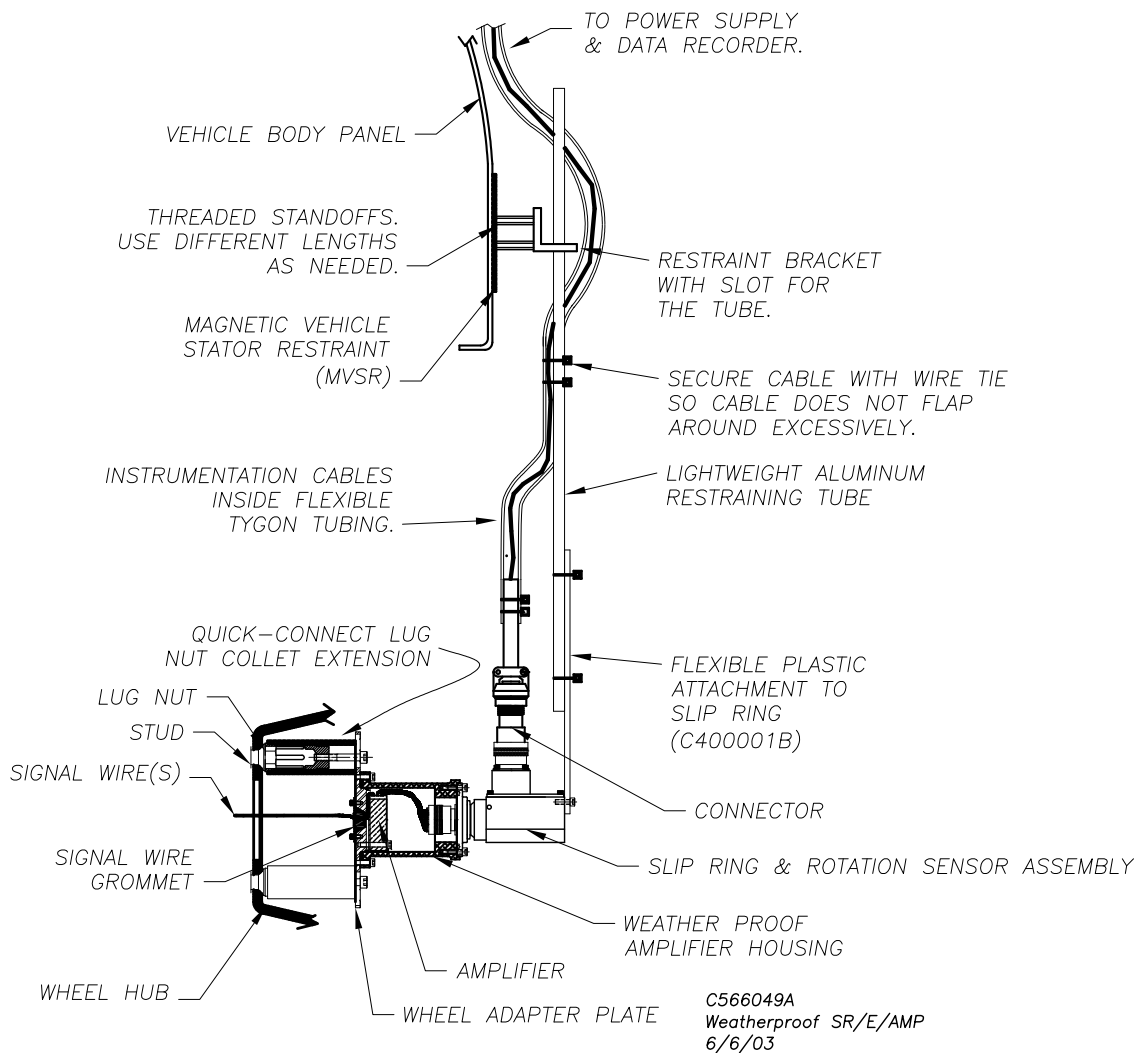 TO POWER SUPPLY
& DATA RECORDER.
VEHICLE BODY PANEL
THREADED STANDOFFS.
USE DIFFERENT LENGTHS
AS NEEDED.
RESTRAINT BRACKET
WITH SLOT FOR
THE TUBE.
MAGNETIC VEHICLE
STATOR RESTRAINT
(MVSR)
SECURE CABLE WITH WIRE TIE
SO CABLE DOES NOT FLAP
AROUND EXCESSIVELY.
INSTRUMENTATION CABLES
INSIDE FLEXIBLE
TYGON TUBING.
LIGHTWEIGHT ALUMINUM
RESTRAINING TUBE
QUICK-CONNECT LUG
NUT COLLET EXTENSION
FLEXIBLE PLASTIC
ATTACHMENT TO
SLIP RING
(C400001B)
LUG NUT
STUD
SIGNAL WIRE(S)
CONNECTOR
SIGNAL WIRE
GROMMET
SLIP RING & ROTATION SENSOR ASSEMBLY
WEATHER PROOF
AMPLIFIER HOUSING
AMPLIFIER
WHEEL HUB
WHEEL ADAPTER PLATE
C566049A
Weatherproof SR/E/AMP
6/6/03